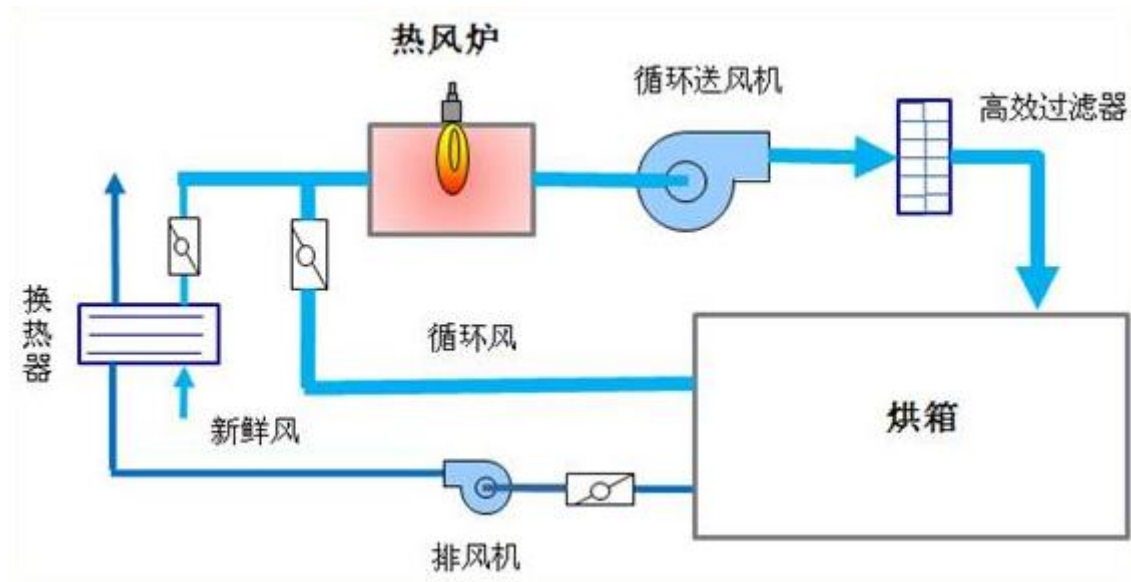 热风炉
循环送风机
高效过滤器
换热器
循环风
新鲜风
烘箱
排风机